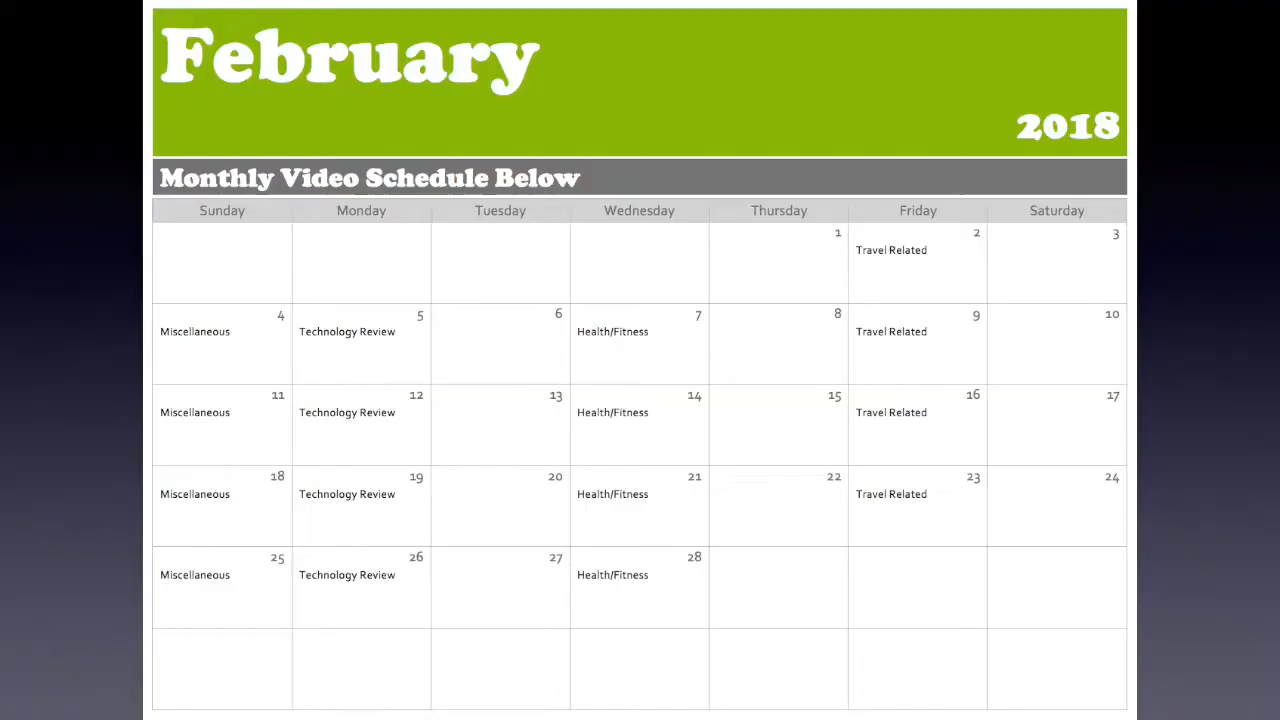 February
2018
Monthly Video Schedule Below
Sunday Monday Tuesday Wednesday Thursday Friday Saturday
1 2 3
Travel Related
4 5 6 7 8 9 10
Miscellaneous Technology Review Health/Fitness Travel Related
11 12 13 14 15 16 17
Miscellaneous Technology Review Health/Fitness Travel Related
18 19 20 21 22 23 24
Miscellaneous Technology Review Health/Fitness Travel Related
25 26 27 28
Miscellaneous Technology Review Health/Fitness